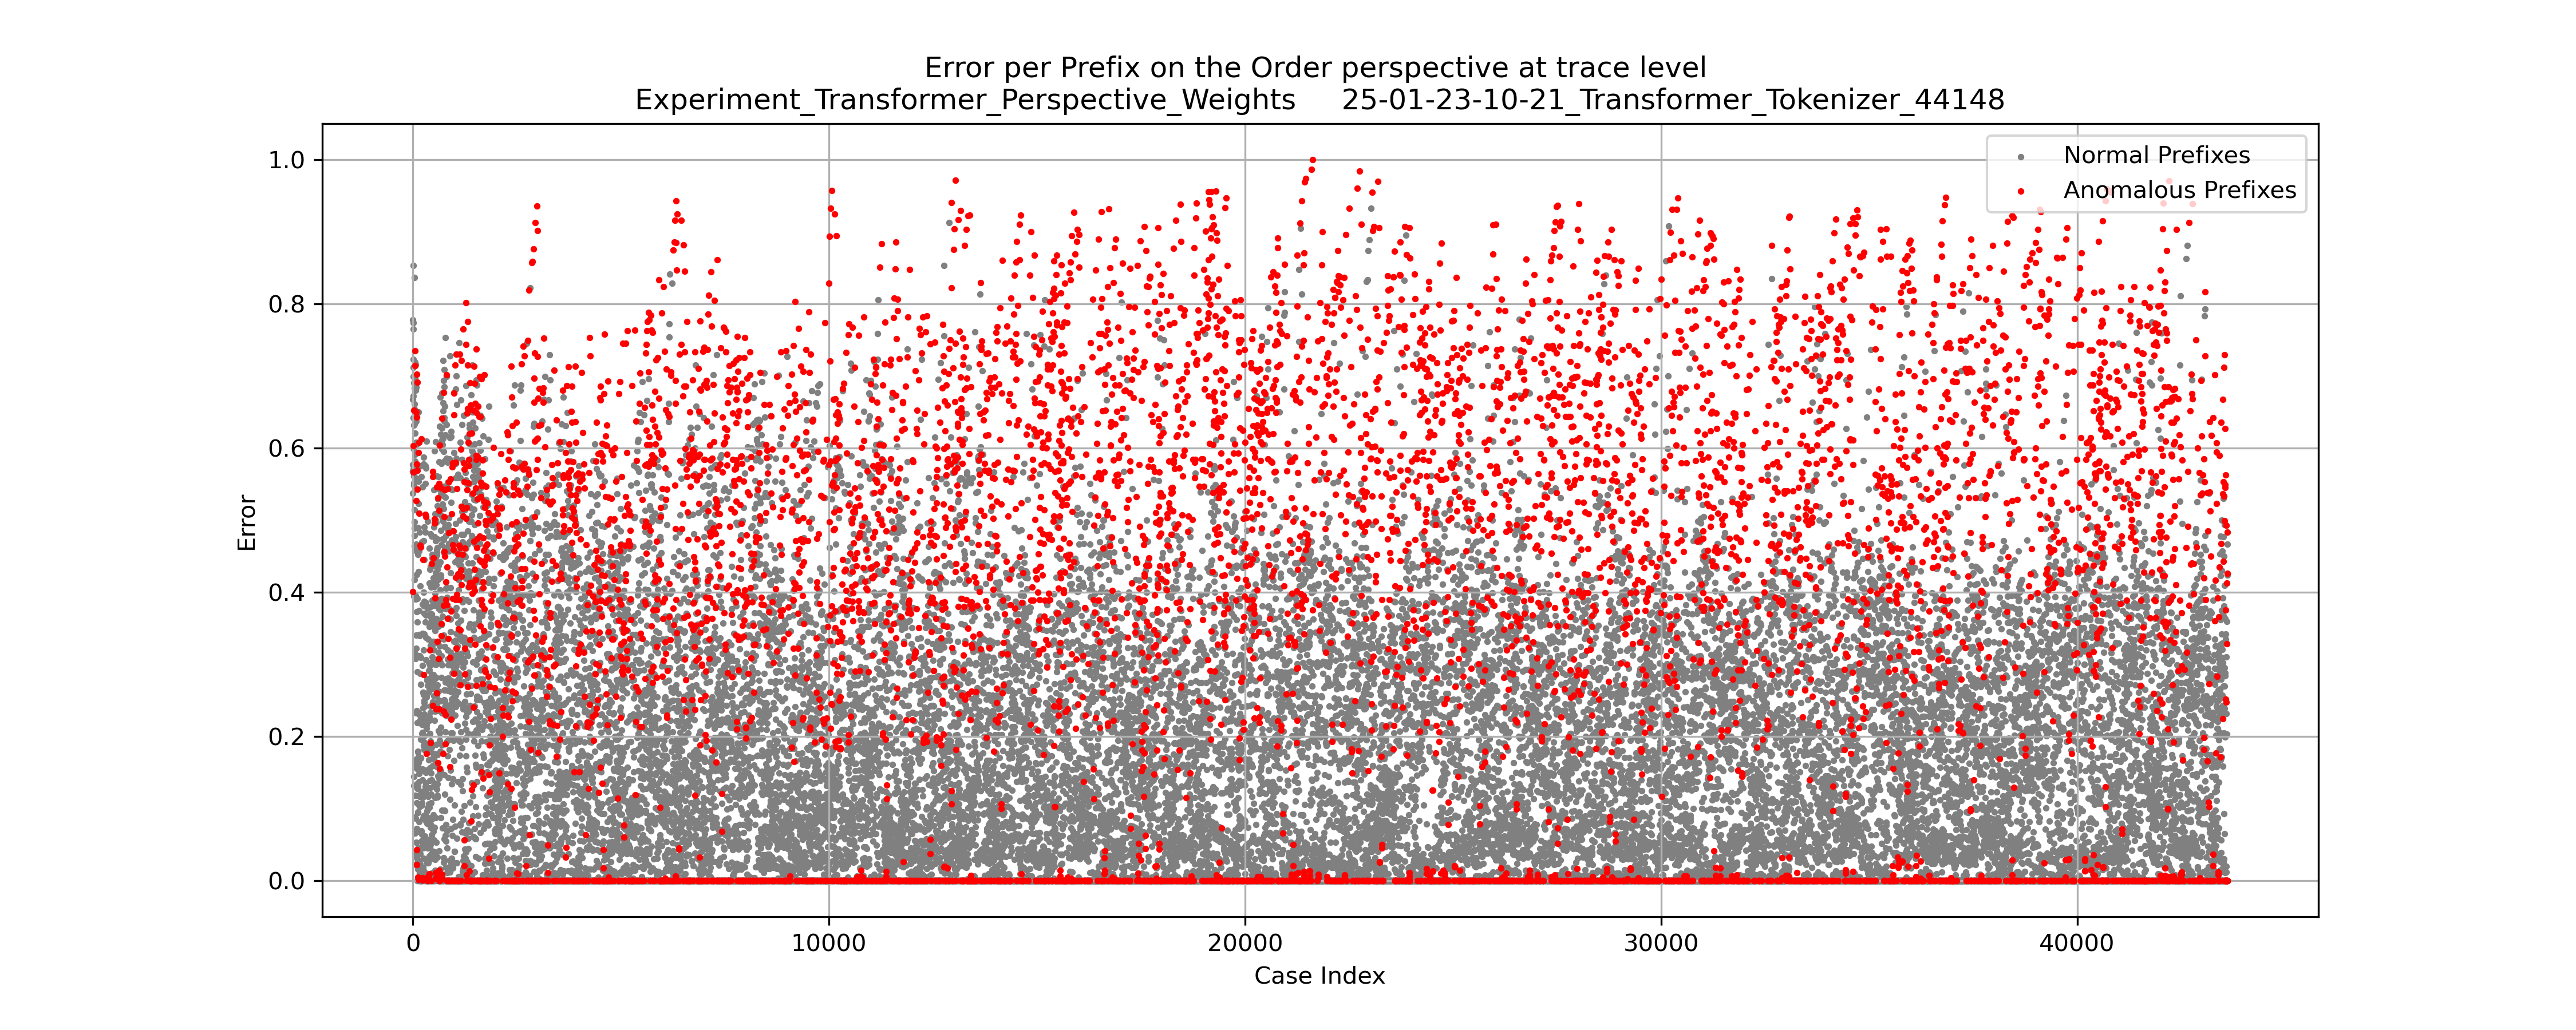 Error per Prefix on the Order perspective at trace level
Experiment_Transformer_Perspective_Weights 25-01-23-10-21_Transformer_Tokenizer_44148
Normal Prefixes
Anomalous Prefixes
1.0
0.8
0.6
0.4
0.2
0.0
Error
0
10000
20000
30000
40000
Case Index